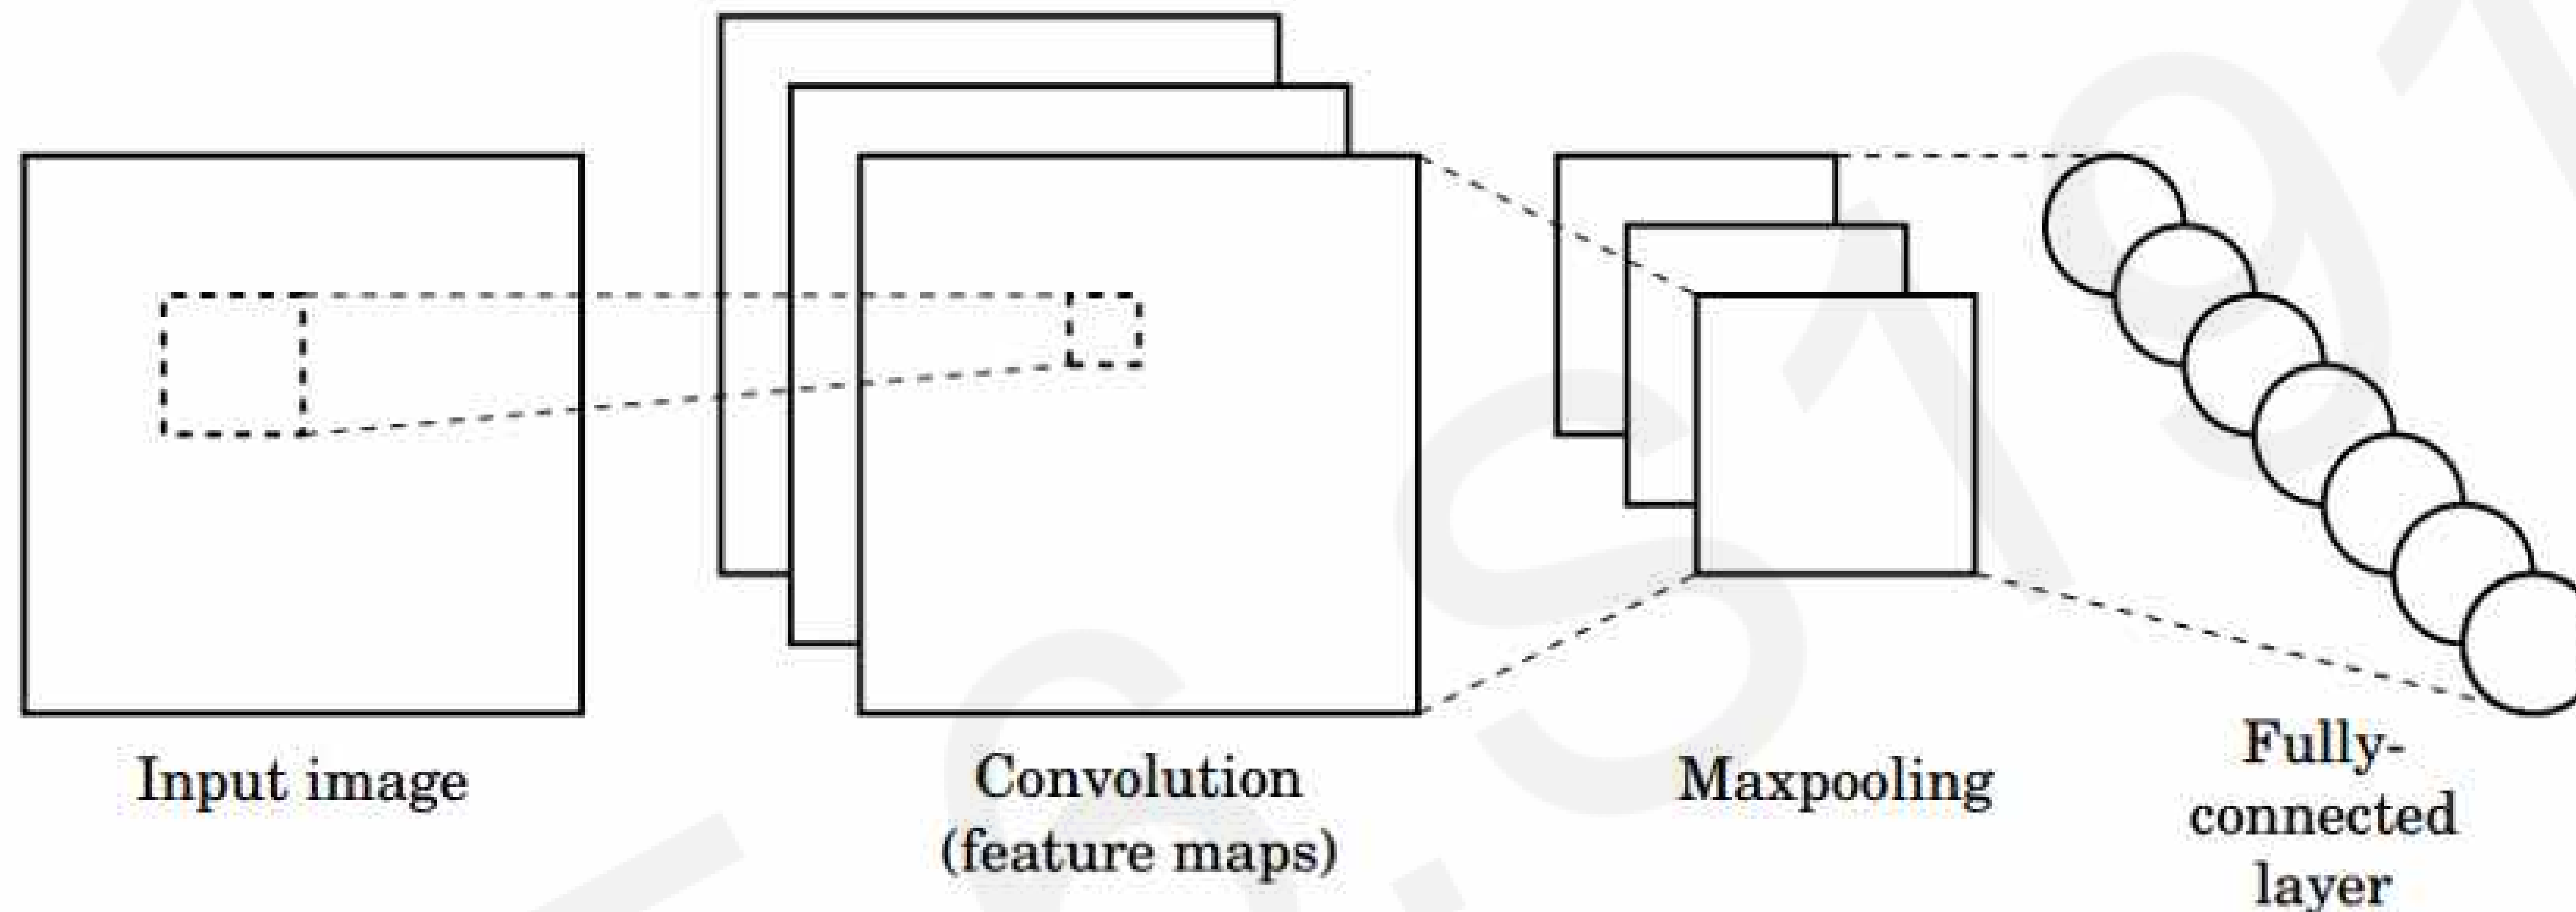 Input image
Convolution
(feature maps)
Maxpooling
Fully-
connected
layer